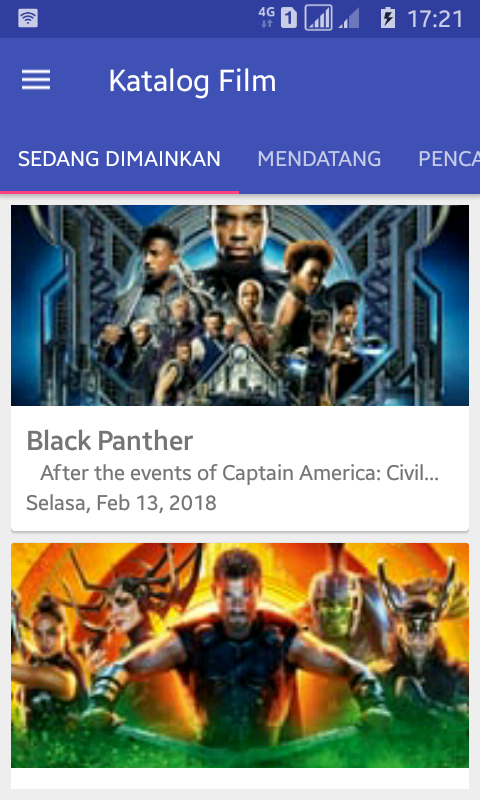 4G 1 17:21
Katalog Film
SEDANG DIMAINKAN MENDATANG PENCA
Black Panther
After the events of Captain America: Civil...
Selasa, Feb 13, 2018